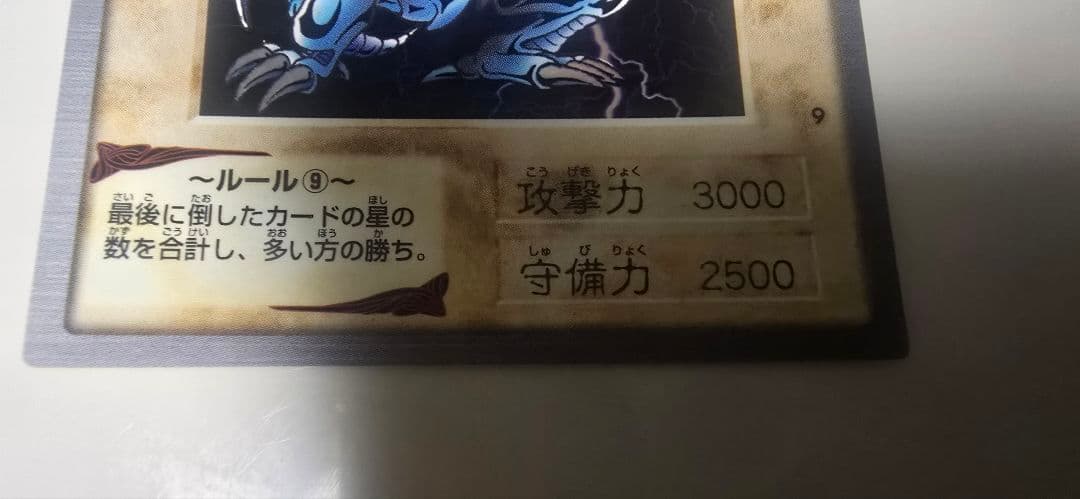 9
～ルール⑨～
最後に倒したカードの星の
数を合計し、多い方の勝ち。
攻撃力 3000
守備力 2500